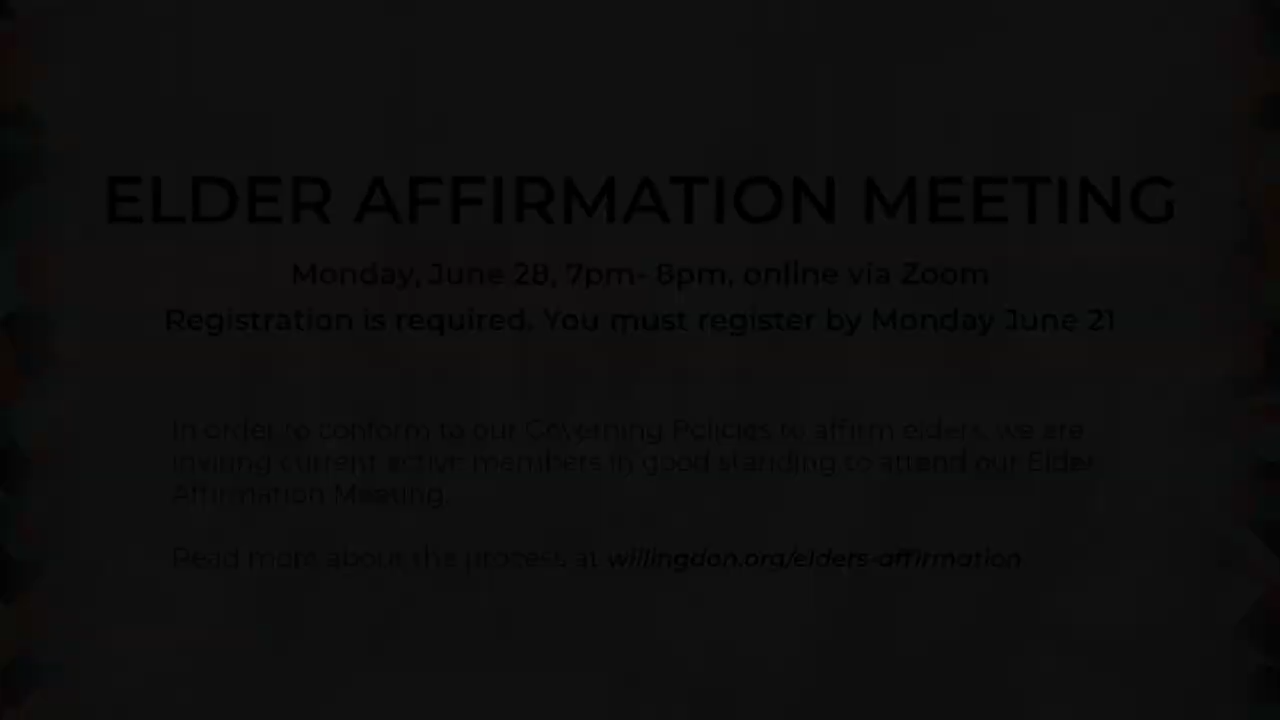 ELDER AFFIRMATION MEETING
Monday, June 28, 7pm- 8pm, online via Zoom
Registration is required. You must register by Monday June 21
In order to conform to our Governing Policies to affirm elders, we are
inviting current active members in good standing to attend our Elder
Affirmation Meeting.
Read more about the process at willingdon.org/elders-affirmation